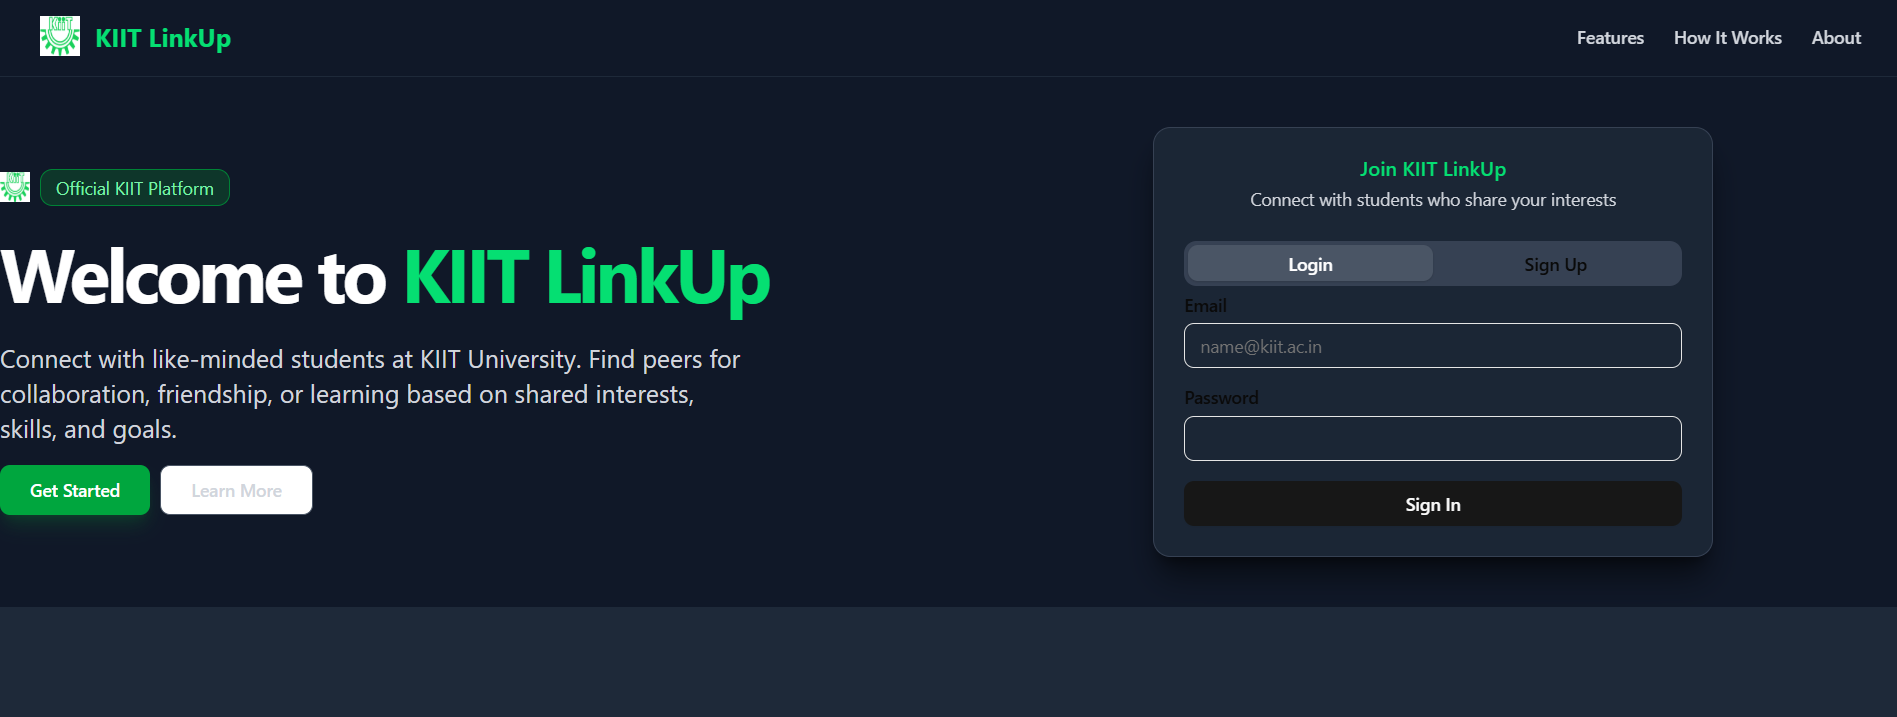 KiiT
KIIT LinkUp
Features
How It Works
About
KiiT
Official KIIT Platform
Welcome to KIIT LinkUp
Connect with like-minded students at KIIT University. Find peers for
collaboration, friendship, or learning based on shared interests,
skills, and goals.
Get Started
Learn More
Join KIIT LinkUp
Connect with students who share your interests
Login
Sign Up
Email
name@kiit.ac.in
Password
Sign In